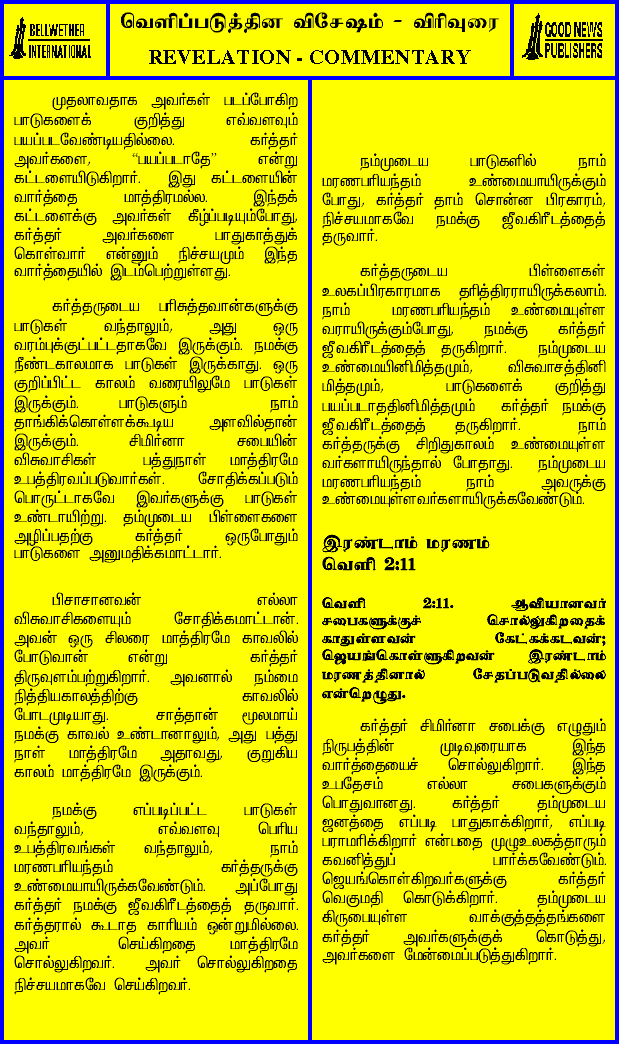 BELLWETHER
INTERNATIONAL
வெளிப்படுத்தின விசேஷம் - விரிவுரை
REVELATION - COMMENTARY
GOOD NEWS
PUBLISHERS
முதலாவதாக அவர்கள் படப்போகிற
பாடுகளைக் குறித்து எவ்வளவும்
பயப்படவேண்டியதில்லை. கர்த்தர்
அவர்களை, “பயப்படாதே” என்று
கட்டளையிடுகிறார். இது கட்டளையின்
வார்த்தை மாத்திரமல்ல. இந்தக்
கட்டளைக்கு அவர்கள் கீழ்ப்படியும்போது,
கர்த்தர் அவர்களை பாதுகாத்துக்
கொள்வார் என்னும் நிச்சயமும் இந்த
வார்த்தையில் இடம்பெற்றுள்ளது.
கர்த்தருடைய பரிசுத்தவான்களுக்கு
பாடுகள் வந்தாலும், அது ஒரு
வரம்புக்குட்பட்டதாகவே இருக்கும். நமக்கு
நீண்டகாலமாக பாடுகள் இருக்காது. ஒரு
குறிப்பிட்ட காலம் வரையிலுமே பாடுகள்
இருக்கும். பாடுகளும் நாம்
தாங்கிக்கொள்ளக்கூடிய அளவில்தான்
இருக்கும். சிமிர்னா சபையின்
விசுவாசிகள் பத்துநாள் மாத்திரமே
உபத்திரவப்படுவார்கள். சோதிக்கப்படும்
பொருட்டாகவே இவர்களுக்கு பாடுகள்
உண்டாயிற்று. தம்முடைய பிள்ளைகளை
அழிப்பதற்கு கர்த்தர் ஒருபோதும்
பாடுகளை அனுமதிக்கமாட்டார்.
பிசாசானவன் எல்லா
விசுவாசிகளையும் சோதிக்கமாட்டான்.
அவன் ஒரு சிலரை மாத்திரமே காவலில்
போடுவான் என்று கர்த்தர்
திருவுளம்பற்றுகிறார். அவனால் நம்மை
நித்தியகாலத்திற்கு காவலில்
போடமுடியாது. சாத்தான் மூலமாய்
நமக்கு காவல் உண்டானாலும், அது பத்து
நாள் மாத்திரமே அதாவது, குறுகிய
காலம் மாத்திரமே இருக்கும்.
நமக்கு எப்படிப்பட்ட பாடுகள்
வந்தாலும், எவ்வளவு பெரிய
உபத்திரவங்கள் வந்தாலும், நாம்
மரணபரியந்தம் கர்த்தருக்கு
உண்மையாயிருக்கவேண்டும். அப்போது
கர்த்தர் நமக்கு ஜீவகிரீடத்தைத் தருவார்.
கர்த்தரால் கூடாத காரியம் ஒன்றுமில்லை.
அவர் செய்கிறதை மாத்திரமே
சொல்லுகிறவர். அவர் சொல்லுகிறதை
நிச்சயமாகவே செய்கிறவர்.
நம்முடைய பாடுகளில் நாம்
மரணபரியந்தம் உண்மையாயிருக்கும்
போது, கர்த்தர் தாம் சொன்ன பிரகாரம்,
நிச்சயமாகவே நமக்கு ஜீவகிரீடத்தைத்
தருவார்.
கர்த்தருடைய பிள்ளைகள்
உலகப்பிரகாரமாக தரித்திரராயிருக்கலாம்.
நாம் மரணபரியந்தம் உண்மையுள்ள
வராயிருக்கும்போது, நமக்கு கர்த்தர்
ஜீவகிரீடத்தைத் தருகிறார். நம்முடைய
உண்மையினிமித்தமும், விசுவாசத்தினி
மித்தமும், பாடுகளைக் குறித்து
பயப்படாததினிமித்தமும் கர்த்தர் நமக்கு
ஜீவகிரீடத்தைத் தருகிறார். நாம்
கர்த்தருக்கு சிறிதுகாலம் உண்மையுள்ள
வர்களாயிருந்தால் போதாது. நம்முடைய
மரணபரியந்தம் நாம் அவருக்கு
உண்மையுள்ளவர்களாயிருக்கவேண்டும்.
இரண்டாம் மரணம்
வெளி 2:11
வெளி 2:11. ஆவியானவர்
சபைகளுக்குச் சொல்லுகிறதைக்
காதுள்ளவன் கேட்கக்கடவன்;
ஜெயங்கொள்ளுகிறவன் இரண்டாம்
மரணத்தினால் சேதப்படுவதில்லை
என்றெழுது.
கர்த்தர் சிமிர்னா சபைக்கு எழுதும்
நிருபத்தின் முடிவுரையாக இந்த
வார்த்தையைச் சொல்லுகிறார். இந்த
உபதேசம் எல்லா சபைகளுக்கும்
பொதுவானது. கர்த்தர் தம்முடைய
ஜனத்தை எப்படி பாதுகாக்கிறார், எப்படி
பராமரிக்கிறார் என்பதை முழுஉலகத்தாரும்
கவனித்துப் பார்க்கவேண்டும்.
ஜெயங்கொள்கிறவர்களுக்கு கர்த்தர்
வெகுமதி கொடுக்கிறார். தம்முடைய
கிருபையுள்ள வாக்குத்தத்தங்களை
கர்த்தர் அவர்களுக்குக் கொடுத்து,
அவர்களை மேன்மைப்படுத்துகிறார்.